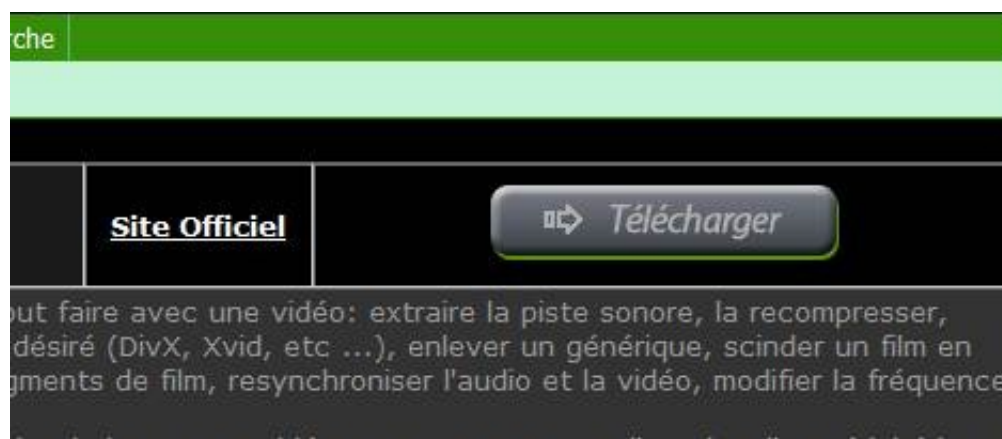 rche
Site Officiel
Télécharger
out faire avec une vidéo: extraire la piste sonore, la recompresser,
désiré (DivX, Xvid, etc ...), enlever un générique, scinder un film en
gments de film, resynchroniser l'audio et la vidéo, modifier la fréquence